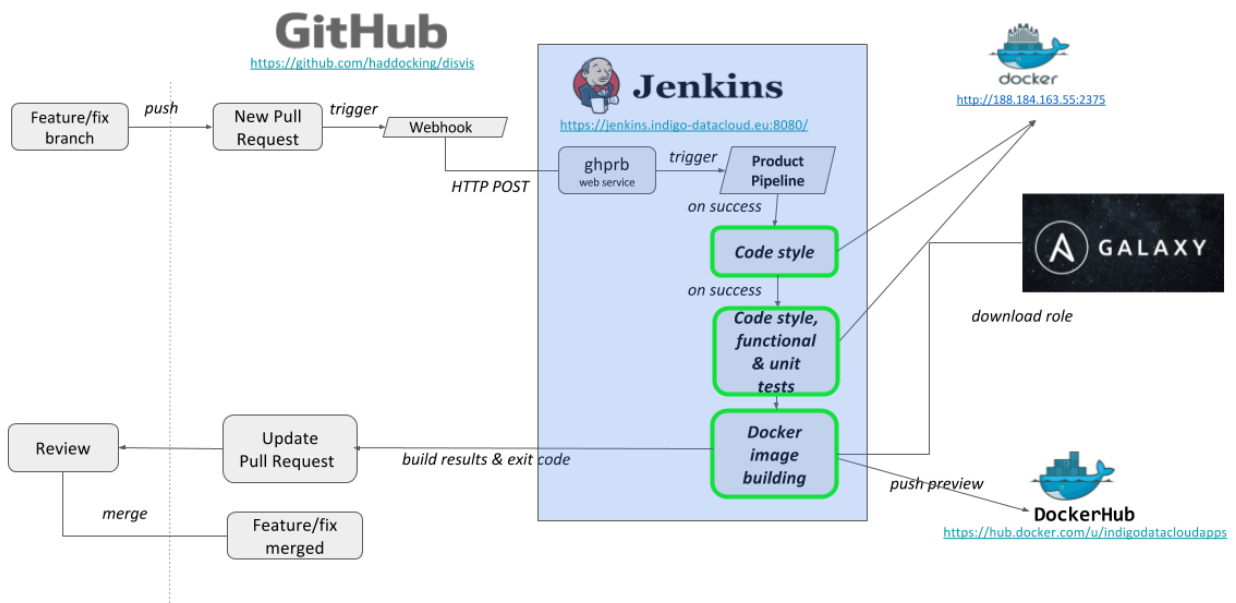 GitHub
https://github.com/haddocking/disvis
Jenkins
https://jenkins.indigo-datacloud.eu:8080/
docker
http://188.184.163.55:2375
Feature/fix
branch
push
New Pull
Request
trigger
Webhook
HTTP POST
ghprb
web service
trigger
Product
Pipeline
on success
Code style
on success
Code style,
functional
& unit
tests
Docker
image
building
A GALAXY
download role
build results & exit code
Update
Pull Request
Review
merge
Feature/fix
merged
push preview
DockerHub
https://hub.docker.com/u/indigodatacloudapps